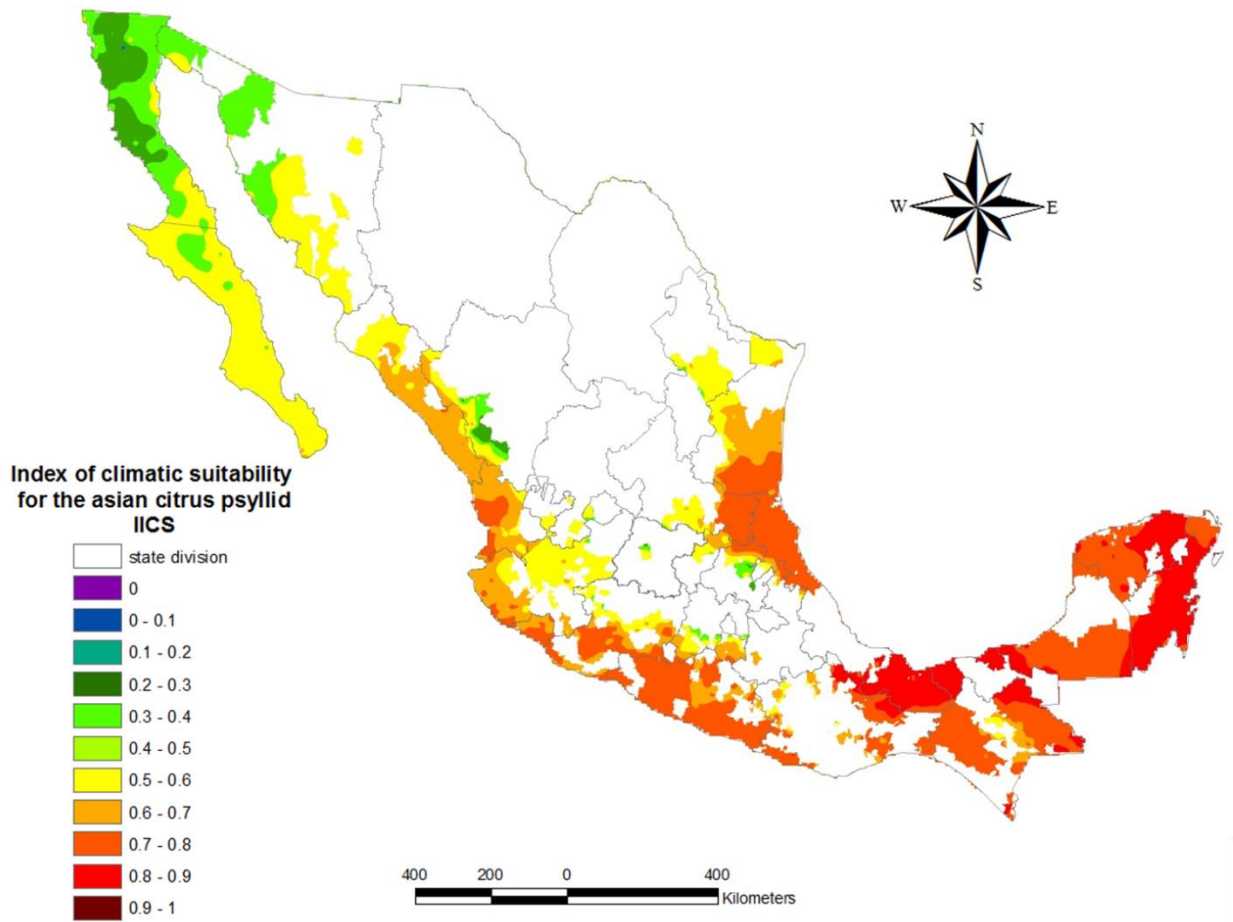 N
W
E
S
Index of climatic suitability
for the asian citrus psyllid
IICS
state division
0
0 - 0.1
0.1 - 0.2
0.2 - 0.3
0.3 - 0.4
0.4 - 0.5
0.5 - 0.6
0.6 - 0.7
0.7 - 0.8
0.8 - 0.9
0.9 - 1
400 200 0 400
Kilometers